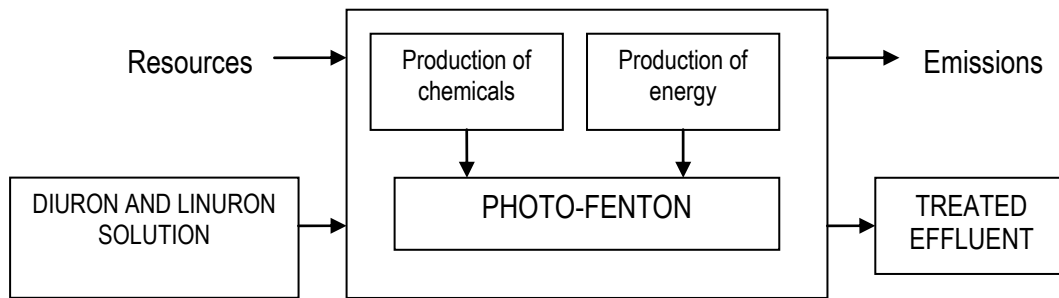 Resources
Production of
chemicals
Production of
energy
Emissions
DIURON AND LINURON
SOLUTION
PHOTO-FENTON
TREATED
EFFLUENT